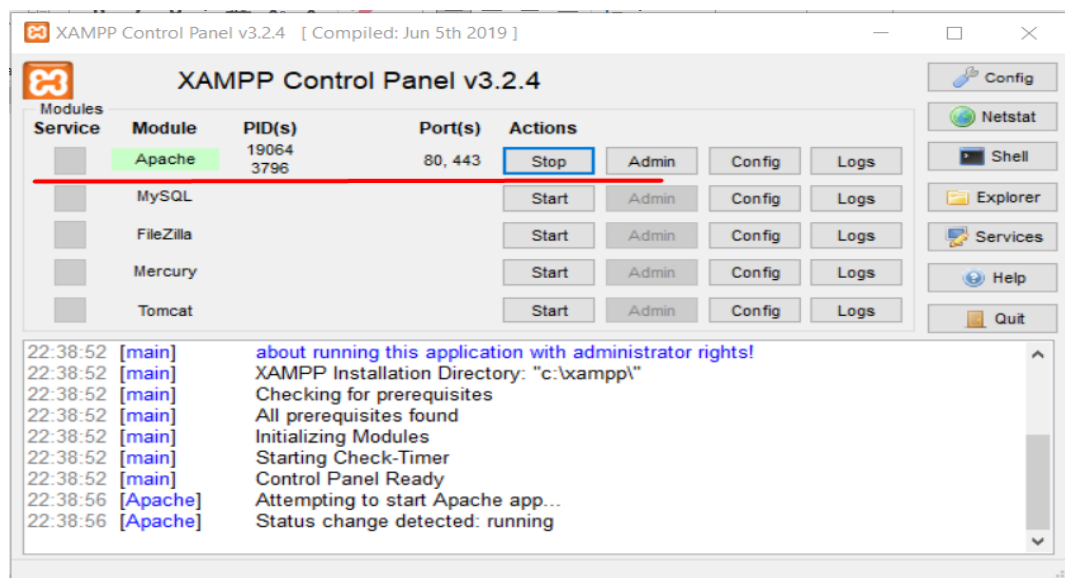 XAMPP Control Panel v3.2.4 [ Compiled: Jun 5th 2019 ]
XAMPP Control Panel v3.2.4
Config
Modules
Service Module PID(s) Port(s) Actions
Netstat
Apache 19064 3796 80, 443 Stop Admin Config Logs
Shell
MySQL Start Admin Config Logs
Explorer
FileZilla Start Admin Config Logs
Services
Mercury Start Admin Config Logs
Help
Tomcat Start Admin Config Logs
Quit
22:38:52 [main] about running this application with administrator rights!
22:38:52 [main] XAMPP Installation Directory: "c:\xampp\"
22:38:52 [main] Checking for prerequisites
22:38:52 [main] All prerequisites found
22:38:52 [main] Initializing Modules
22:38:52 [main] Starting Check-Timer
22:38:52 [main] Control Panel Ready
22:38:56 [Apache] Attempting to start Apache app...
22:38:56 [Apache] Status change detected: running